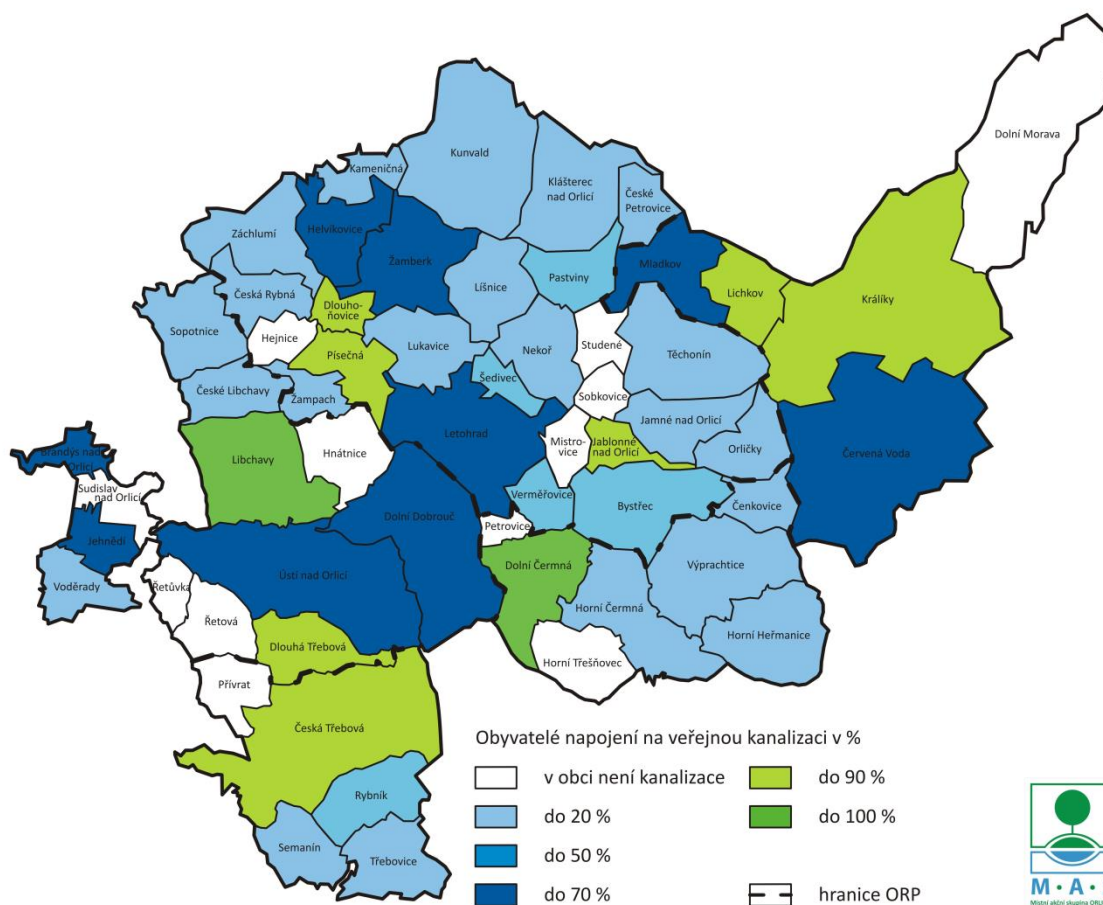 Dolní Morava
Kunvald
Kameničná
Klášterec
nad Orlicí
České
Petrovice
Záchlumí
Helvíkovice
Žamberk
Mladkov
Pastviny
Lichkov
Líšnice
Česká Rybná
Dlouho-
ňovice
Králíky
Sopotnice
Hejnice
Lukavice
Nekoř
Studené
Těchonín
Písečná
Šedivec
České Libchavy
Žampach
Sobkovice
Jamné nad Orlicí
Letohrad
Mistro-
vice
Jablonné
nad Orlicí
Orličky
Hnátnice
Libchavy
Červená Voda
Brandýs nad
Orlicí
Sudislav
nad Orlicí
Vermeřovice
Bystřec
Čenkovice
Dolní Dobrouč
Petrovice
Jehnědí
Dolní Čermná
Výprachtice
Ústí nad Orlicí
Voděrady
Řetůvka
Horní Čermná
Řetová
Horní Heřmanice
Dlouhá Třebová
Horní Třešňovec
Přívrat
Česká Třebová
Rybník
Semanín
Třebovice
Obyvatelé napojení na veřejnou kanalizaci v %
v obci není kanalizace
do 20 %
do 50 %
do 70 %
do 90 %
do 100 %
hranice ORP
M · A ·
Místní akční skupina